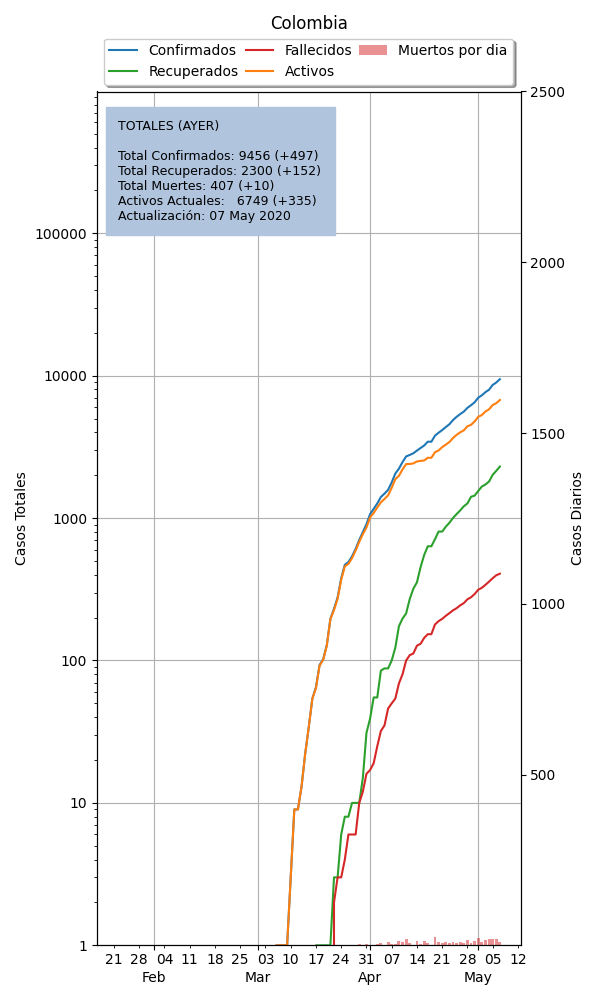 Colombia
Confirmados Fallecidos Muertos por dia
Recuperados Activos
TOTALES (AYER)
Total Confirmados: 9456 (+497)
Total Recuperados: 2300 (+152)
Total Muertes: 407 (+10)
Activos Actuales: 6749 (+335)
Actualización: 07 May 2020
Casos Totales
100000
10000
1000
100
10
1
2500
2000
1500
1000
500
Casos Diarios
21 28 04 11 18 25 03 10 17 24 31 07 14 21 28 05 12
Feb Mar Apr May